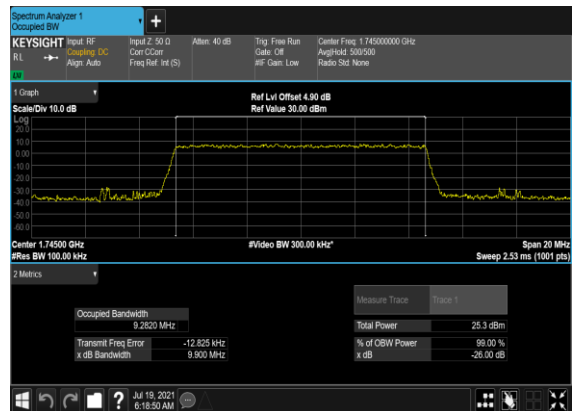 Spectrum Analyzer 1
Occupied BW
+
KEYSIGHT Input: RF Input Z: 50 Ω Atten: 40 dB Trig: Free Run Center Freq: 1.745000000 GHz
RL Coupling: DC Corr CCorr Gate: Off Avg|Hold: 500/500
Align: Auto Freq Ref: Int (S) #IF Gain: Low Radio Std: None
LW
1 Graph
Ref Lvl Offset 4.90 dB
Scale/Div 10.0 dB Ref Value 30.00 dBm
Log
20.0
10.0
0.00
-10.0
-20.0
-30.0
-40.0
-50.0
-60.0
Center 1.74500 GHz #Video BW 300.00 kHz* Span 20 MHz
#Res BW 100.00 kHz Sweep 2.53 ms (1001 pts)
2 Metrics
Measure Trace Trace 1
Occupied Bandwidth
9.2820 MHz Total Power 25.3 dBm
Transmit Freq Error -12.825 kHz % of OBW Power 99.00 %
x dB Bandwidth 9.900 MHz x dB -26.00 dB
? Jul 19, 2021
6:18:50 AM